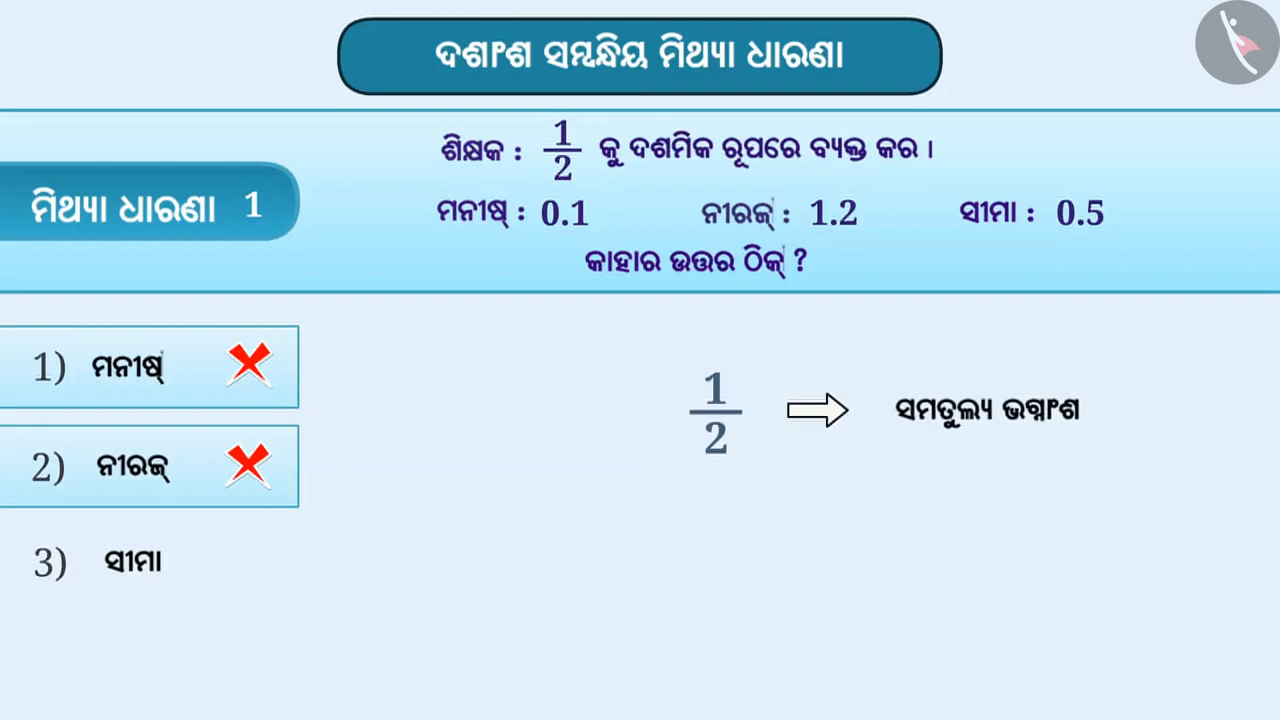 ଦଶାଂଶ ସମ୍ବନ୍ଧିୟ ମିଥ୍ୟା ଧାରଣା
ମିଥ୍ୟା ଧାରଣା 1
ଶିକ୍ଷକ : 1/2 କୁ ଦଶମିକ ରୂପରେ ବ୍ୟକ୍ତ କର ।
ମନୀଷ୍ : 0.1 ନୀରଜ୍ : 1.2 ସୀମା : 0.5
କାହାର ଉତ୍ତର ଠିକ୍ ?
1) ମନୀଷ୍
2) ନୀରଜ୍
3) ସୀମା
1/2 ⇨ ସମତୁଲ୍ୟ ଭଗ୍ନାଂଶ